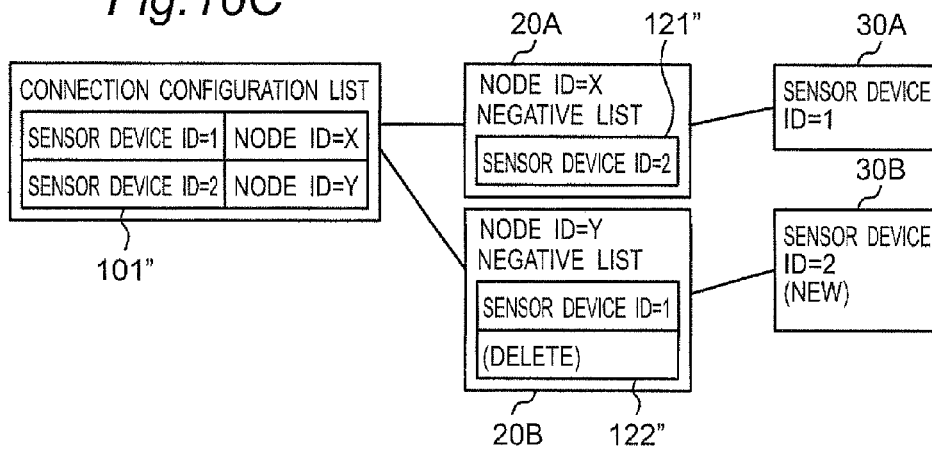 Fig.16C
20A
121”
30A
CONNECTION CONFIGURATION LIST
SENSOR DEVICE ID=1 NODE ID=X
SENSOR DEVICE ID=2 NODE ID=Y
101”
NODE ID=X
NEGATIVE LIST
SENSOR DEVICE ID=2
SENSOR DEVICE
ID=1
30B
NODE ID=Y
NEGATIVE LIST
SENSOR DEVICE ID=1
(DELETE)
SENSOR DEVICE
ID=2
(NEW)
20B
122”